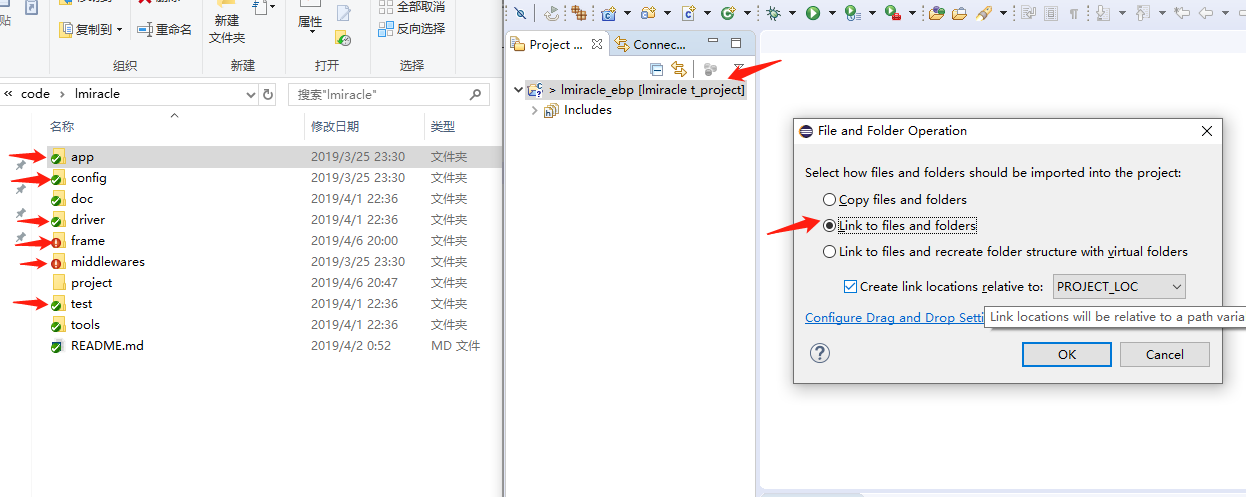 复制到
重命名
新建
文件夹
属性
全部取消
反向选择
组织
新建
打开
选择
« code › lmiracle
搜索"lmiracle"
名称
修改日期
类型
app 2019/3/25 23:30 文件夹
config 2019/3/25 23:30 文件夹
doc 2019/4/1 22:36 文件夹
driver 2019/4/1 22:36 文件夹
frame 2019/4/6 20:00 文件夹
middlewares 2019/3/25 23:30 文件夹
project 2019/4/6 20:47 文件夹
test 2019/4/1 22:36 文件夹
tools 2019/4/1 22:36 文件夹
README.md 2019/4/2 0:52 MD 文件
Project ...
Connec...
> lmiracle_ebp [lmiracle t_project]
Includes
File and Folder Operation
Select how files and folders should be imported into the project:
Copy files and folders
Link to files and folders
Link to files and recreate folder structure with virtual folders
Create link locations relative to: PROJECT_LOC
Configure Drag and Drop Setti
Link locations will be relative to a path varia
?
OK
Cancel